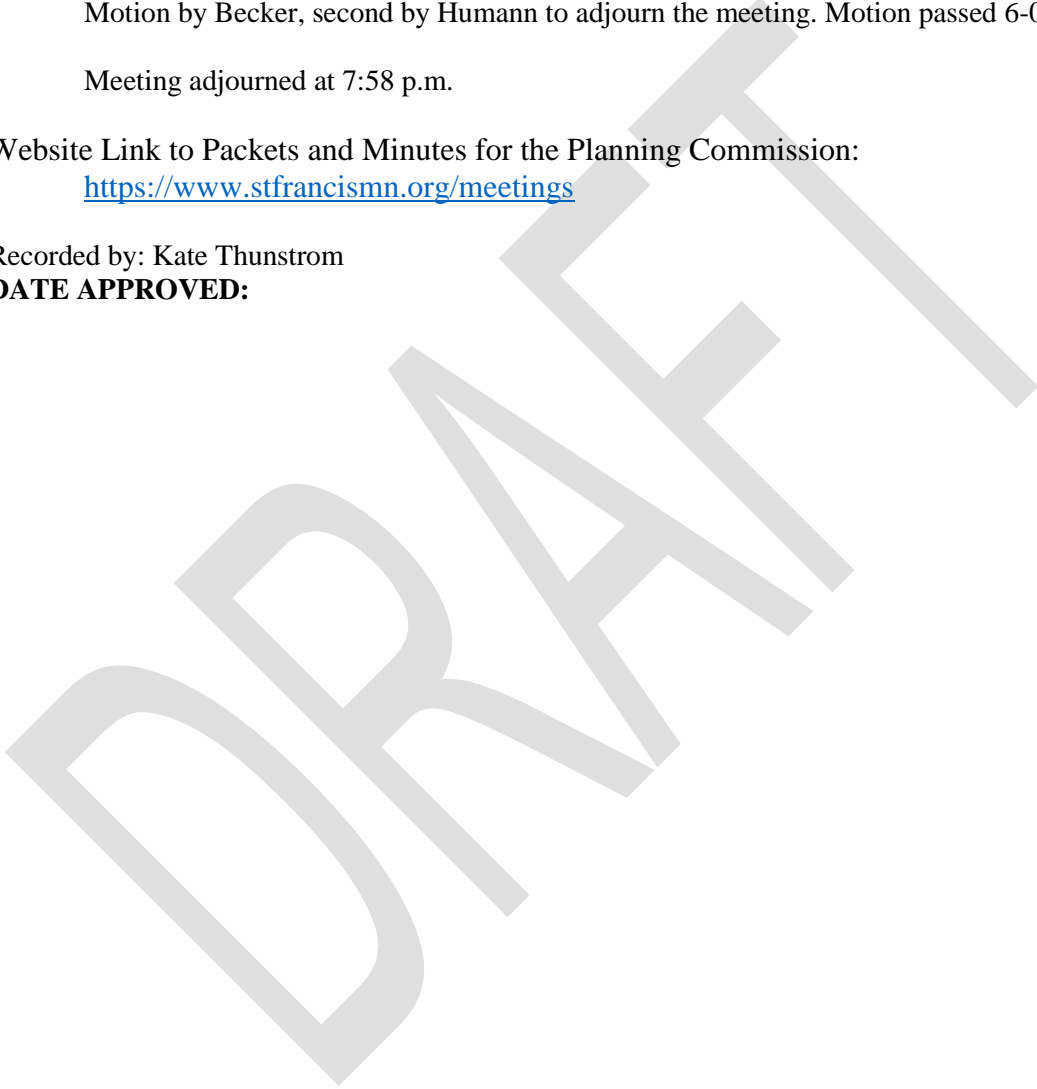 Motion by Becker, second by Humann to adjourn the meeting. Motion passed 6-0
Meeting adjourned at 7:58 p.m.
Website Link to Packets and Minutes for the Planning Commission:
https://www.stfrancismn.org/meetings
Recorded by: Kate Thunstrom
DATE APPROVED:
DRAFT